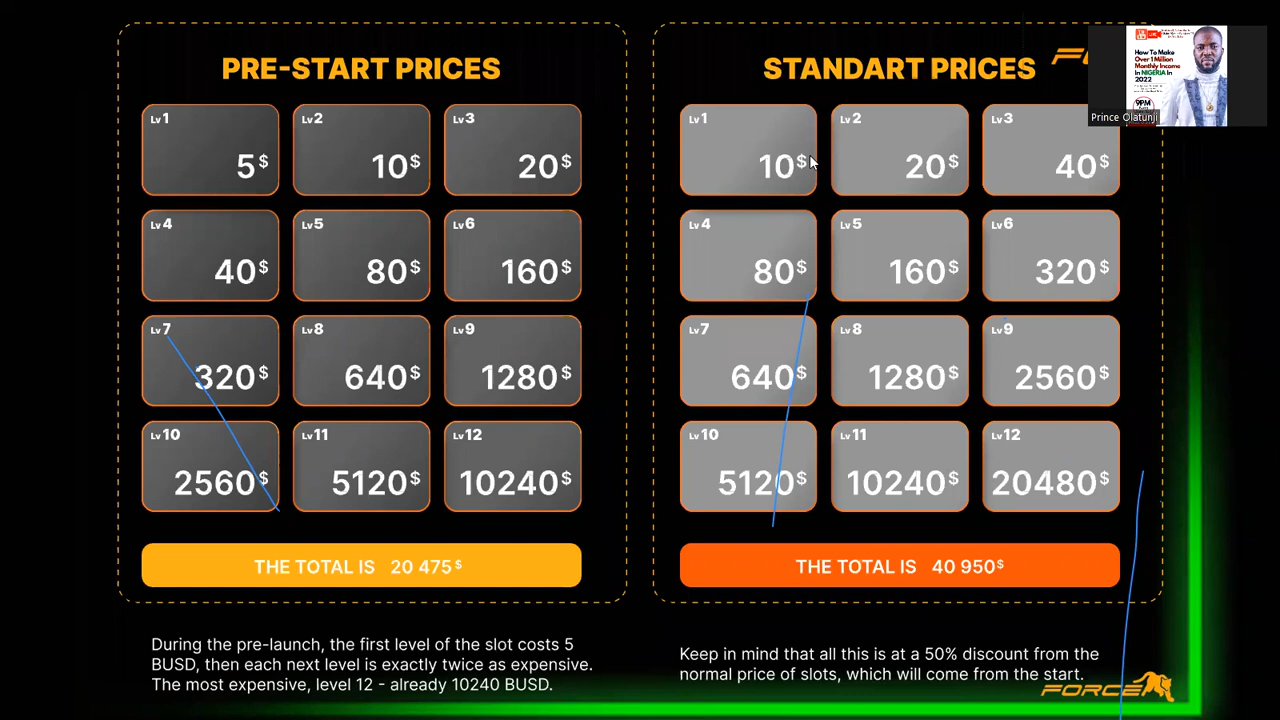 PRE-START PRICES
Lv1
5$
Lv2
10$
Lv3
20$
Lv4
40$
Lv5
80$
Lv6
160$
Lv7
320$
Lv8
640$
Lv9
1280$
Lv10
2560$
Lv11
5120$
Lv12
10240$
THE TOTAL IS 20 475$
During the pre-launch, the first level of the slot costs 5
BUSD, then each next level is exactly twice as expensive.
The most expensive, level 12 - already 10240 BUSD.
STANDART PRICES
Lv1
10$
Lv2
20$
Lv3
40$
Lv4
80$
Lv5
160$
Lv6
320$
Lv7
640$
Lv8
1280$
Lv9
2560$
Lv10
5120$
Lv11
10240$
Lv12
20480$
THE TOTAL IS 40 950$
Keep in mind that all this is at a 50% discount from the
normal price of slots, which will come from the start.
FORCE
How To Make
Over 1 Million
Monthly Income
In NIGERIA In
2022
9PM
Prince Olatunji